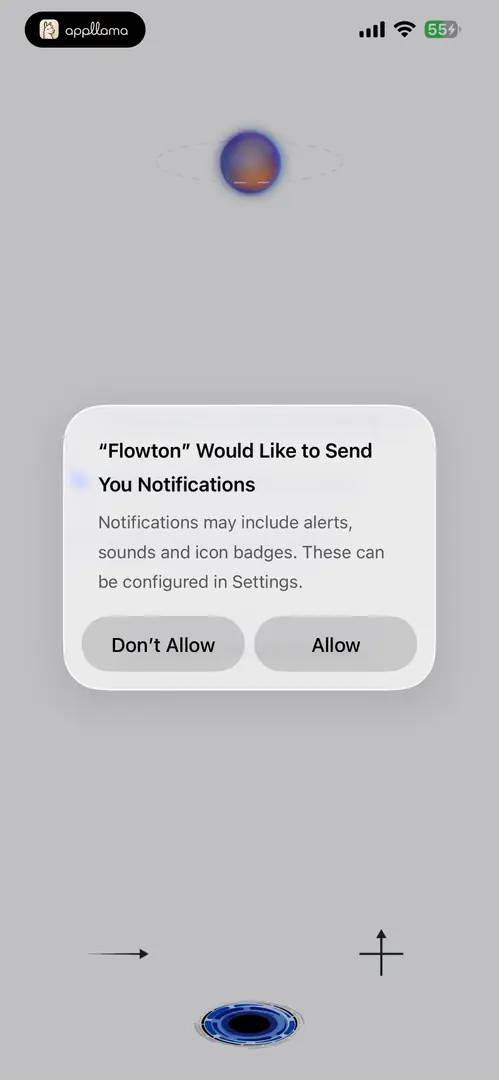 appllama
55
“Flowton” Would Like to Send
You Notifications
Notifications may include alerts,
sounds and icon badges. These can
be configured in Settings.
Don’t Allow
Allow